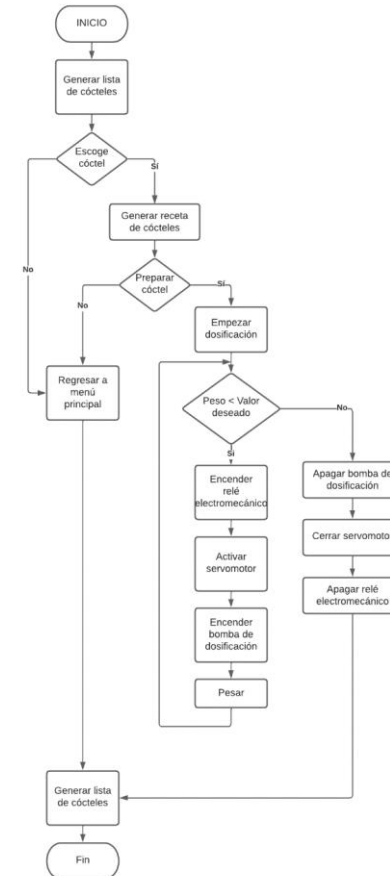 INICIO
Generar lista
de cócteles
Escoge
cóctel
Sí
Generar receta
de cócteles
No
Preparar
cóctel
Sí
No
Empezar
dosificación
Regresar a
menú
principal
Peso < Valor
deseado
No
Sí
Encender
relé
electromecánico
Apagar bomba de
dosificación
Cerrar servomotor
Activar
servomotor
Apagar relé
electromecánico
Encender
bomba de
dosificación
Pesar
Generar lista
de cócteles
Fin